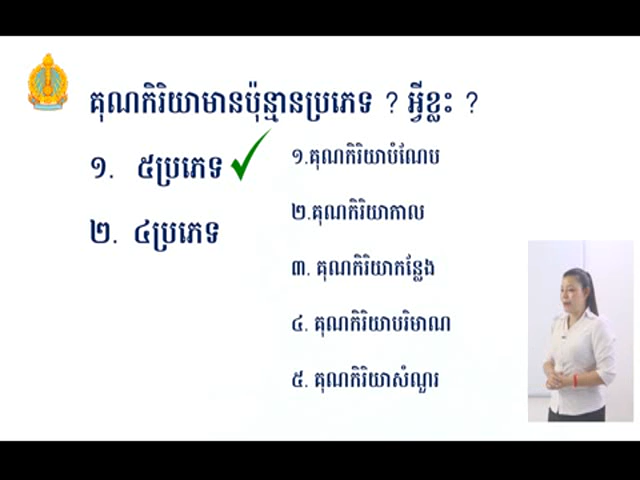 គុណកិរិយាមានប៉ុន្មានប្រភេទ ? អ្វីខ្លះ ?
១. ៥ប្រភេទ
២. ៤ប្រភេទ
១.គុណកិរិយាបំណែប
២.គុណកិរិយាកាល
៣. គុណកិរិយាកន្លែង
៤. គុណកិរិយាបរិមាណ
៥. គុណកិរិយាសំណួរ